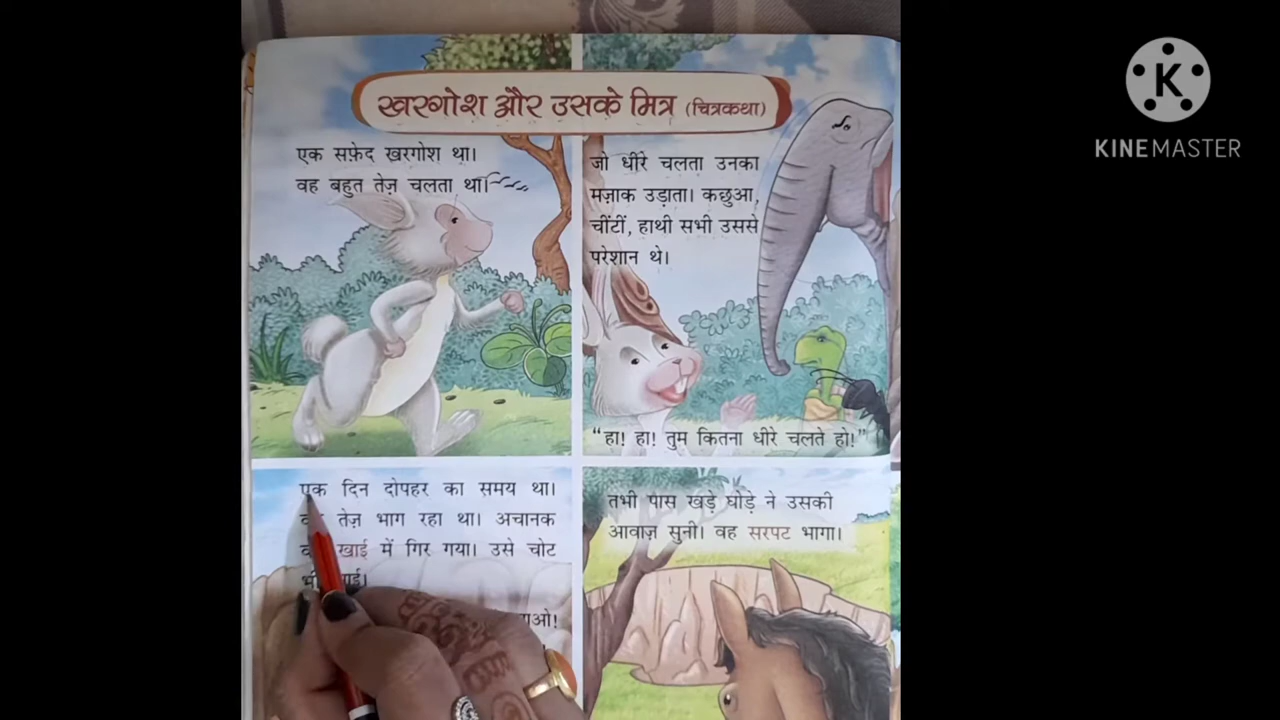 खरगोश और उसके मित्र (चित्रकथा)
एक सफ़ेद खरगोश था।
वह बहुत तेज़ चलता था।
जो धीरे चलता उनका
मज़ाक उड़ाता। कछुआ,
चींटीं, हाथी सभी उससे
परेशान थे।
“हा! हा! तुम कितना धीरे चलते हो!”
एक दिन दोपहर का समय था।
तेज़ भाग रहा था। अचानक
खाई में गिर गया। उसे चोट
तभी पास खड़े घोड़े ने उसकी
आवाज़ सुनी। वह सरपट भागा।
K
KINEMASTER